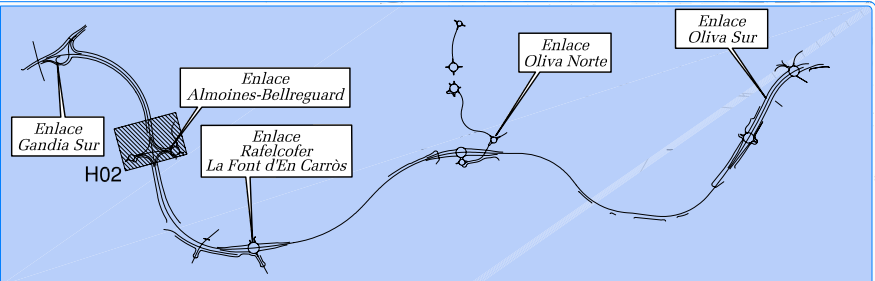 Enlace
Oliva Sur
Enlace
Oliva Norte
Enlace
Almoines-Bellreguard
Enlace
Gandia Sur
Enlace
Rafelcofer
La Font d'En Carròs
H02